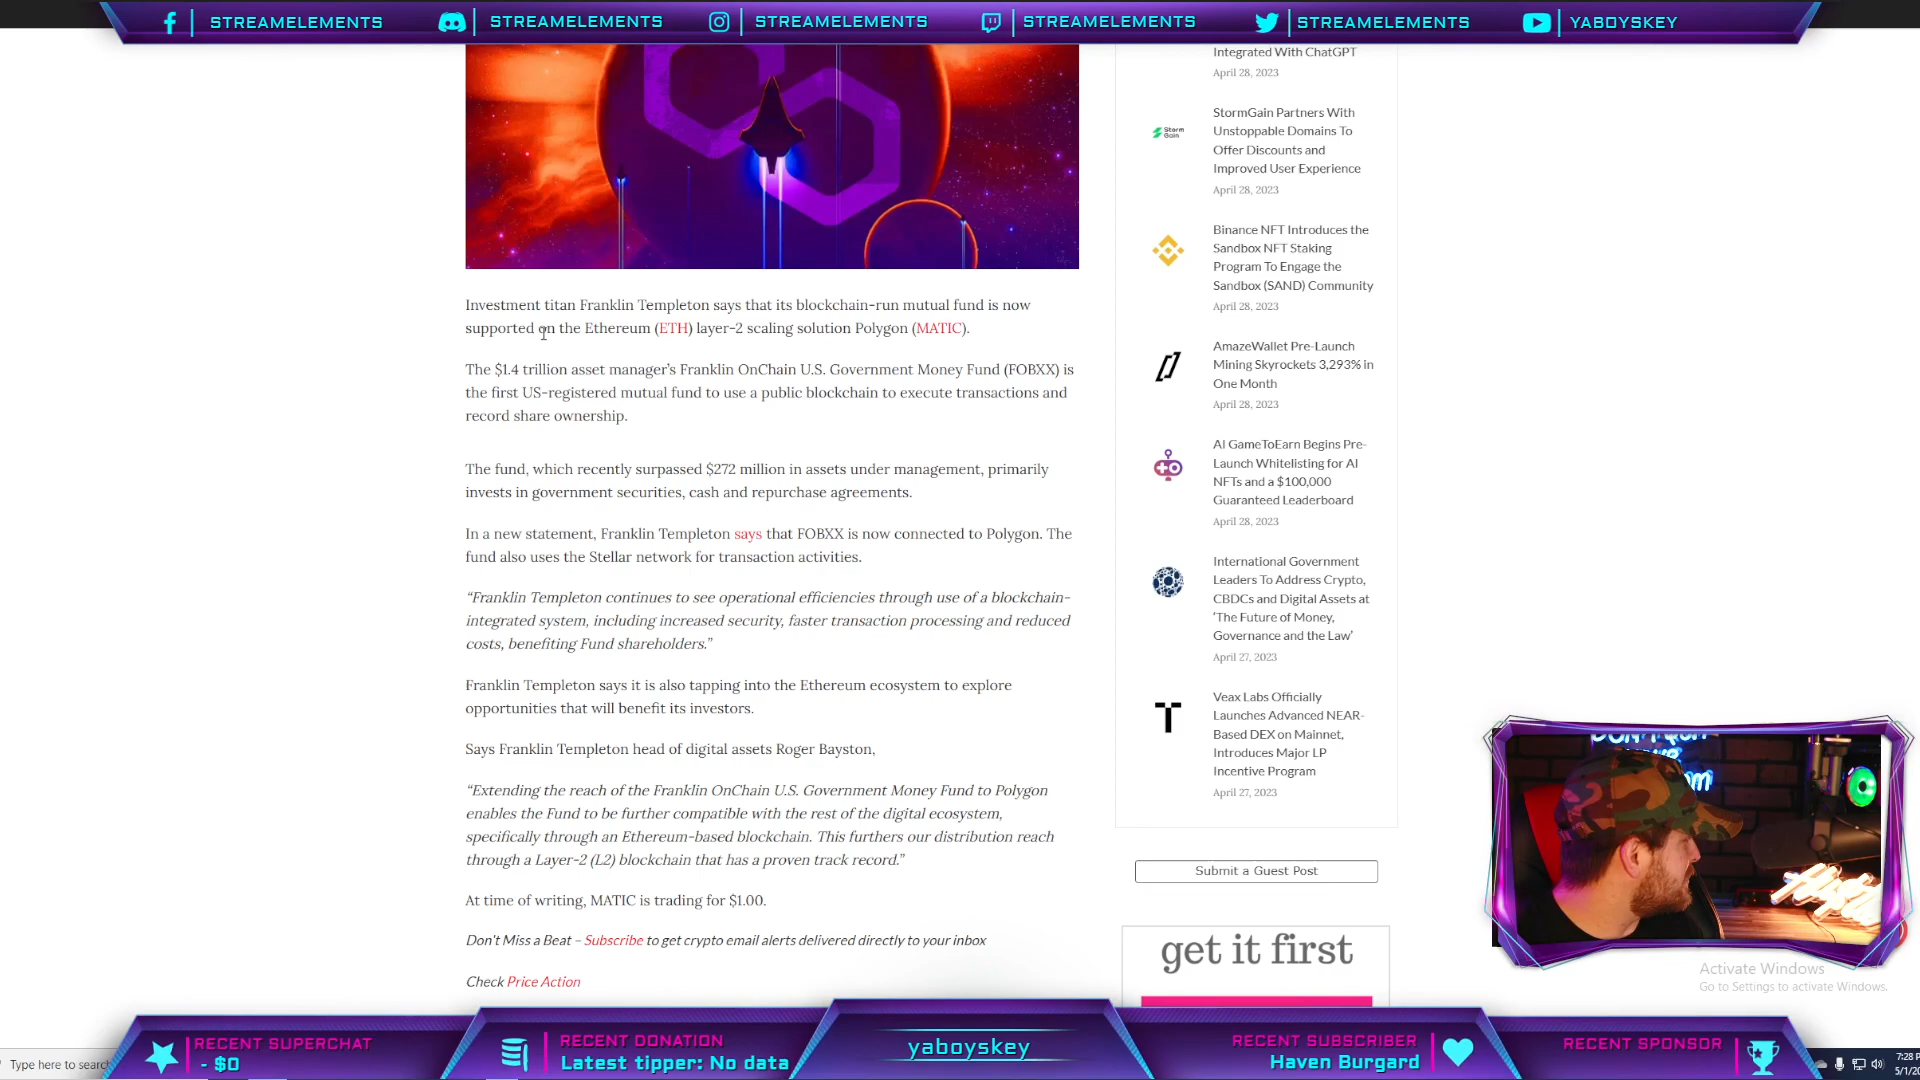 STREAMELEMENTS
STREAMELEMENTS
STREAMELEMENTS
STREAMELEMENTS
STREAMELEMENTS
YABOYSKEY
Investment titan Franklin Templeton says that its blockchain-run mutual fund is now
supported on the Ethereum (ETH) layer-2 scaling solution Polygon (MATIC).
The $1.4 trillion asset manager’s Franklin OnChain U.S. Government Money Fund (FOBXX) is
the first US-registered mutual fund to use a public blockchain to execute transactions and
record share ownership.
The fund, which recently surpassed $272 million in assets under management, primarily
invests in government securities, cash and repurchase agreements.
In a new statement, Franklin Templeton says that FOBXX is now connected to Polygon. The
fund also uses the Stellar network for transaction activities.
“Franklin Templeton continues to see operational efficiencies through use of a blockchain-
integrated system, including increased security, faster transaction processing and reduced
costs, benefiting Fund shareholders.”
Franklin Templeton says it is also tapping into the Ethereum ecosystem to explore
opportunities that will benefit its investors.
Says Franklin Templeton head of digital assets Roger Bayston,
“Extending the reach of the Franklin OnChain U.S. Government Money Fund to Polygon
enables the Fund to be further compatible with the rest of the digital ecosystem,
specifically through an Ethereum-based blockchain. This furthers our distribution reach
through a Layer-2 (L2) blockchain that has a proven track record.”
At time of writing, MATIC is trading for $1.00.
Don't Miss a Beat – Subscribe to get crypto email alerts delivered directly to your inbox
Check Price Action
Integrated With ChatGPT
April 28, 2023
Storm
Gain
StormGain Partners With
Unstoppable Domains To
Offer Discounts and
Improved User Experience
April 28, 2023
Binance NFT Introduces the
Sandbox NFT Staking
Program To Engage the
Sandbox (SAND) Community
April 28, 2023
AmazeWallet Pre-Launch
Mining Skyrockets 3,293% in
One Month
April 28, 2023
AI GameToEarn Begins Pre-
Launch Whitelisting for AI
NFTs and a $100,000
Guaranteed Leaderboard
April 28, 2023
International Government
Leaders To Address Crypto,
CBDCs and Digital Assets at
‘The Future of Money,
Governance and the Law’
April 27, 2023
Veax Labs Officially
Launches Advanced NEAR-
Based DEX on Mainnet,
Introduces Major LP
Incentive Program
April 27, 2023
Submit a Guest Post
get it first
Activate Windows
Go to Settings to activate Windows.
Type here to search
RECENT SUPERCHAT
- $0
RECENT DONATION
Latest tipper: No data
yaboyskey
RECENT SUBSCRIBER
Haven Burgard
RECENT SPONSOR
7:28 P
5/1/20